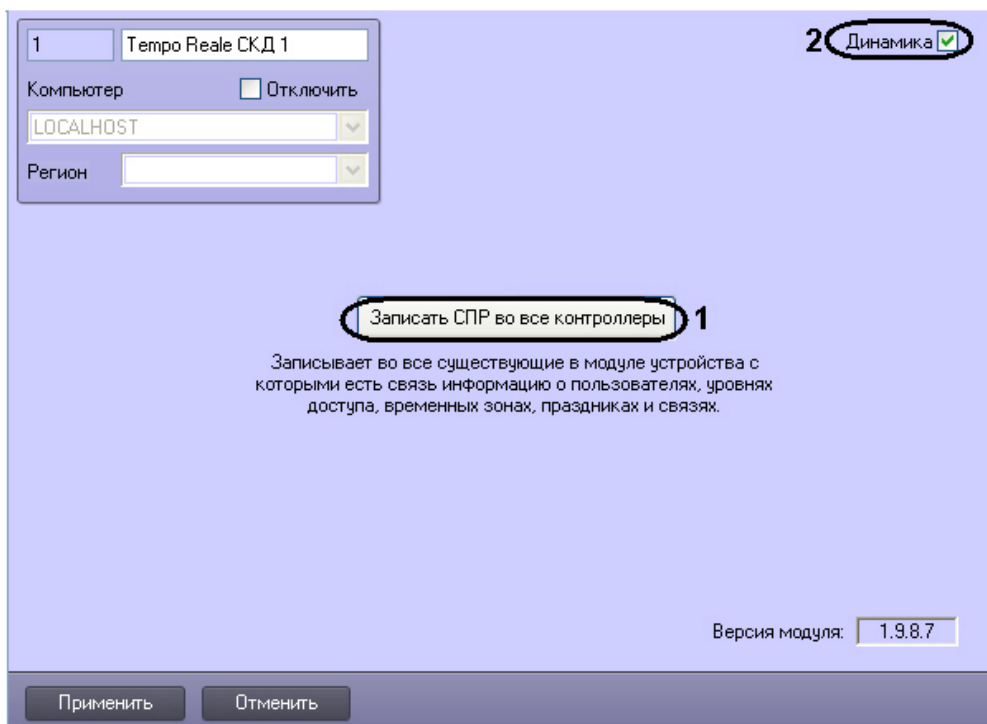 1 Tempo Reale СКД 1
2 Динамика
Компьютер Отключить
LOCALHOST
Регион
Записать СПР во все контроллеры 1
Записывает во все существующие в модуле устройства с
которыми есть связь информацию о пользователях, уровнях
доступа, временных зонах, праздниках и связях.
Версия модуля: 1.9.8.7
Применить Отменить